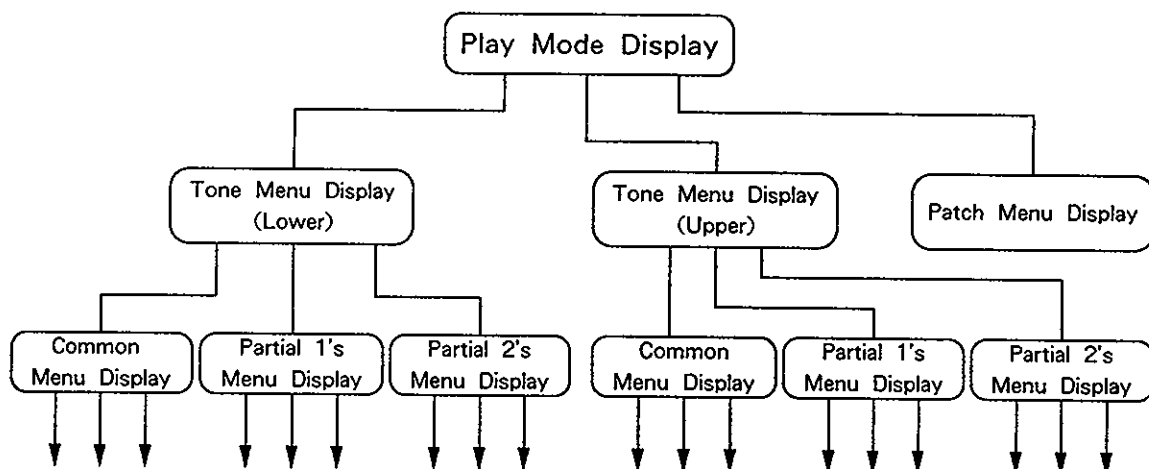 Play Mode Display
Tone Menu Display
(Lower)
Tone Menu Display
(Upper)
Patch Menu Display
Common
Menu Display
Partial 1's
Menu Display
Partial 2's
Menu Display
Common
Menu Display
Partial 1's
Menu Display
Partial 2's
Menu Display